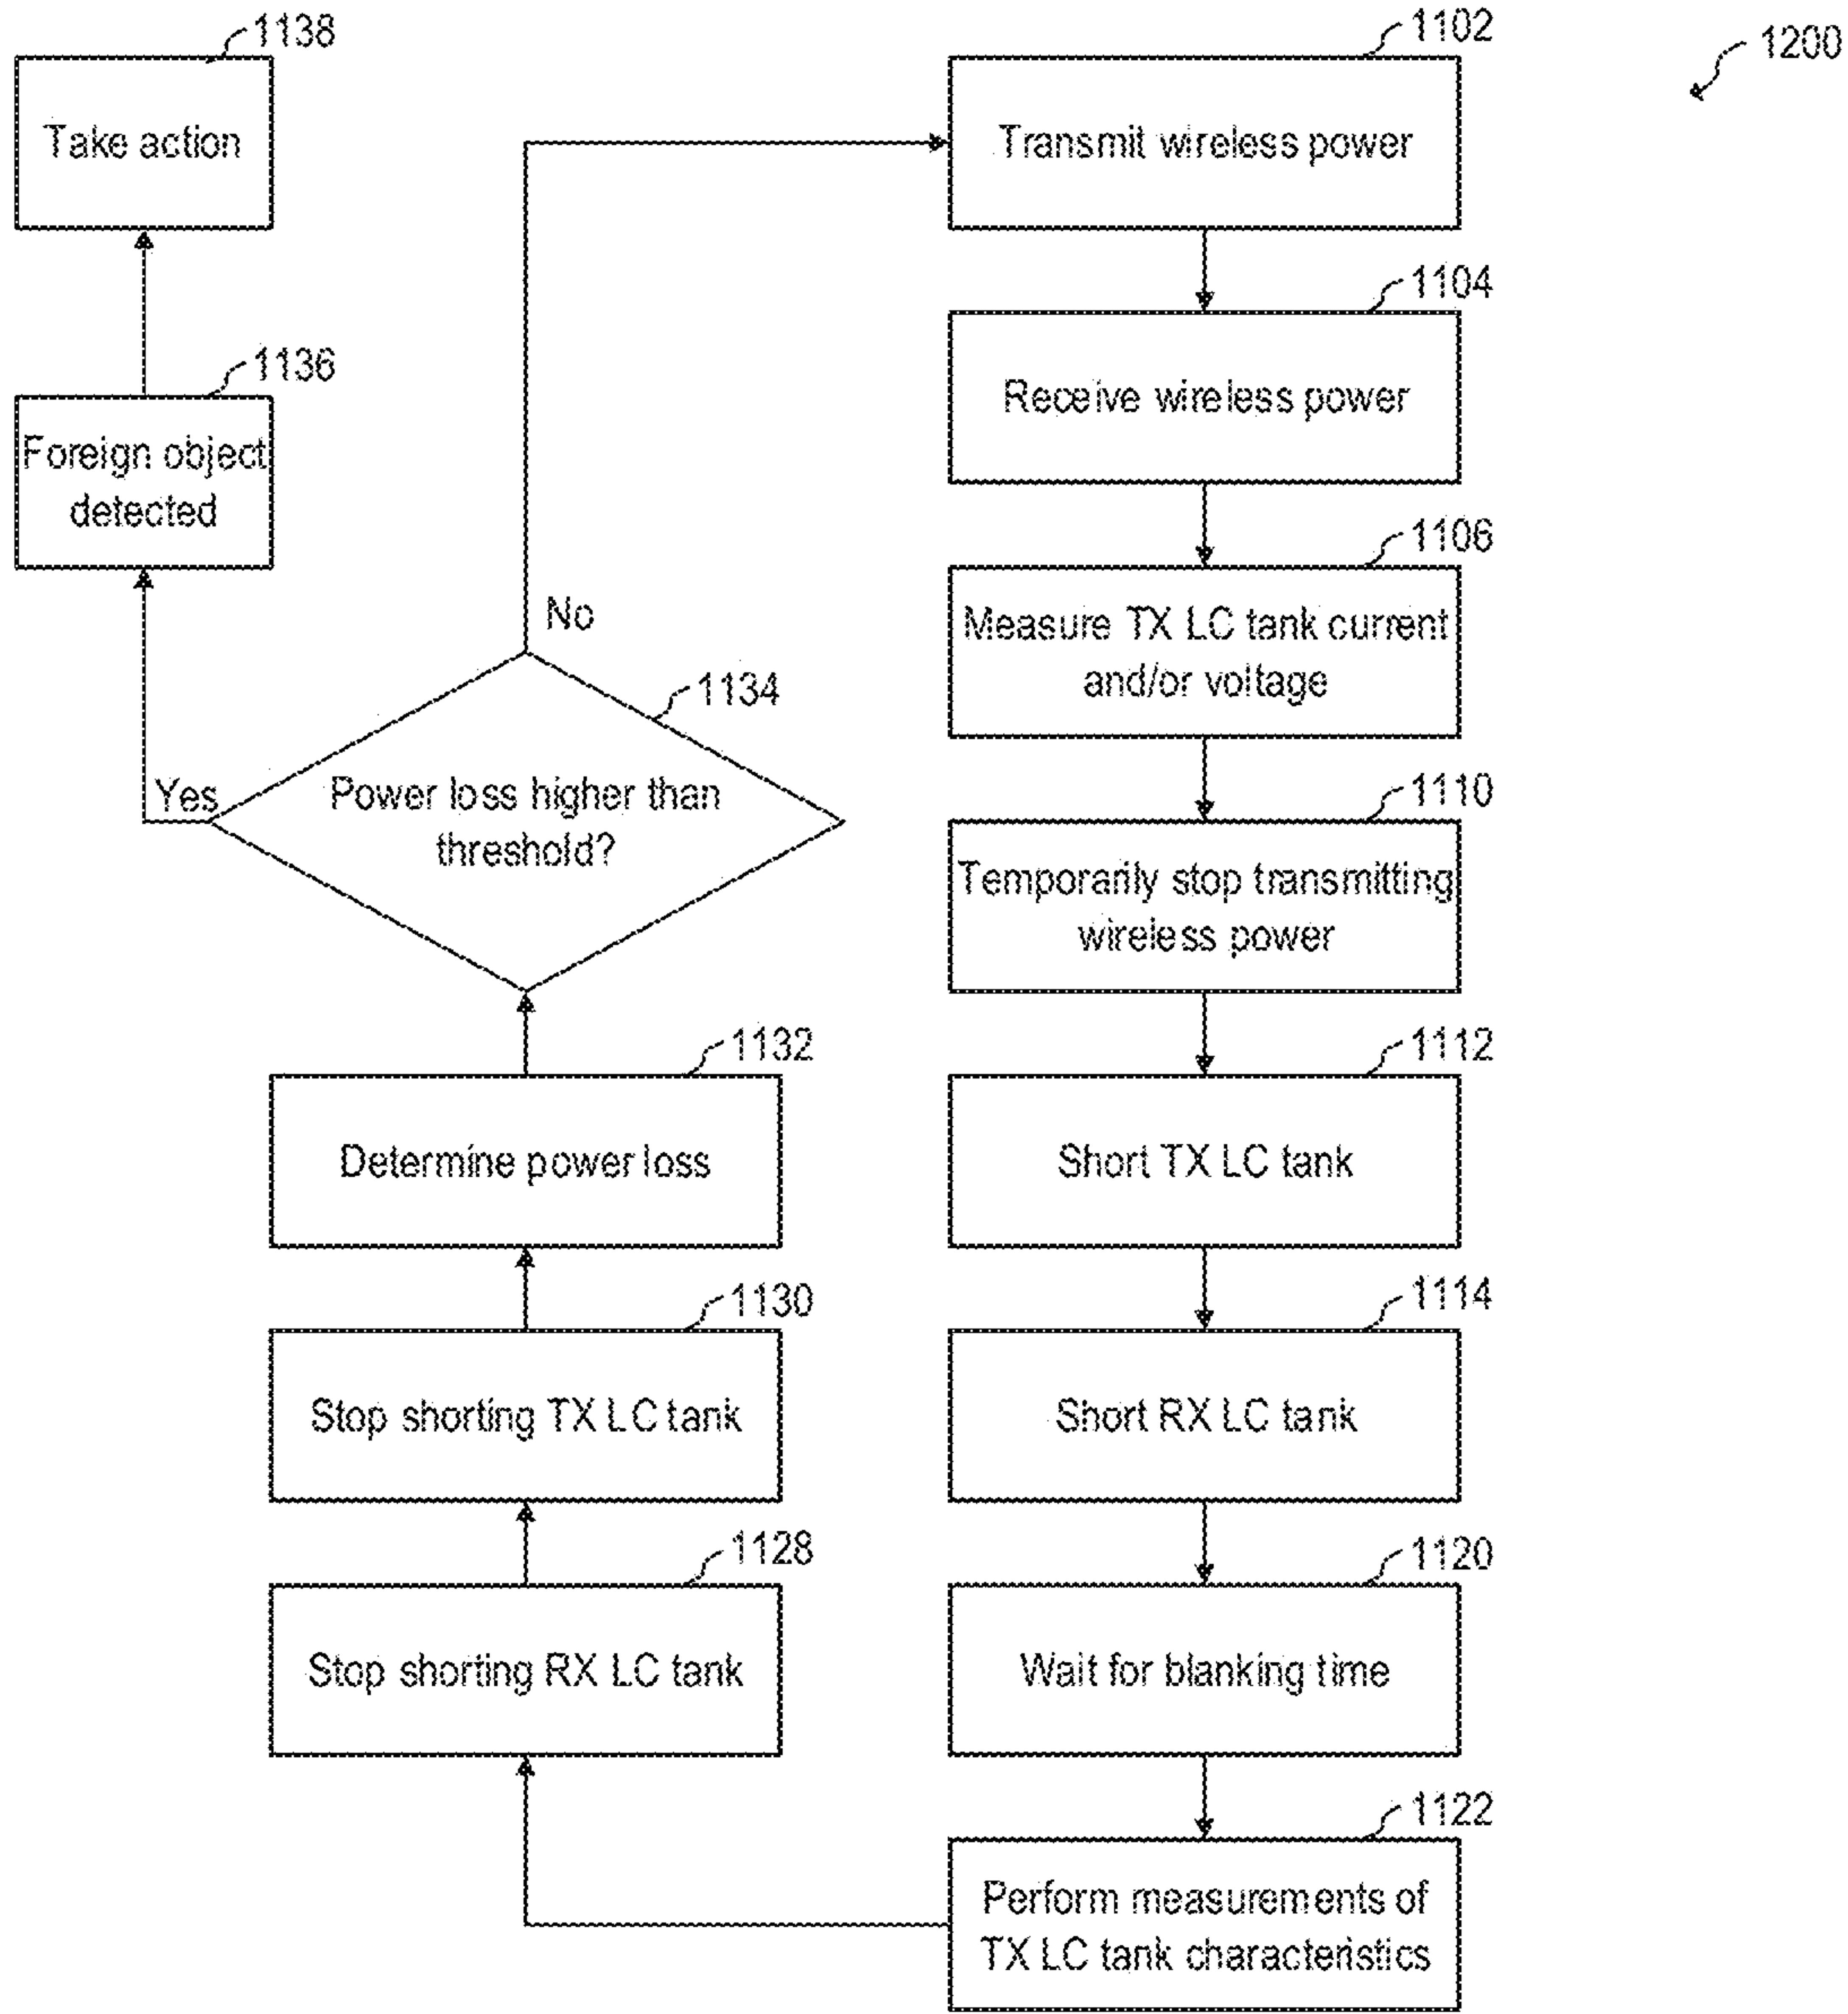 1138
Take action
1136
Foreign object
detected
Yes
No
1134
Power loss higher than
threshold?
1132
Determine power loss
1130
Stop shorting TX LC tank
1128
Stop shorting RX LC tank
1102
Transmit wireless power
1104
Receive wireless power
1106
Measure TX LC tank current
and/or voltage
1110
Temporarily stop transmitting
wireless power
1112
Short TX LC tank
1114
Short RX LC tank
1120
Wait for blanking time
1122
Perform measurements of
TX LC tank characteristics
1200